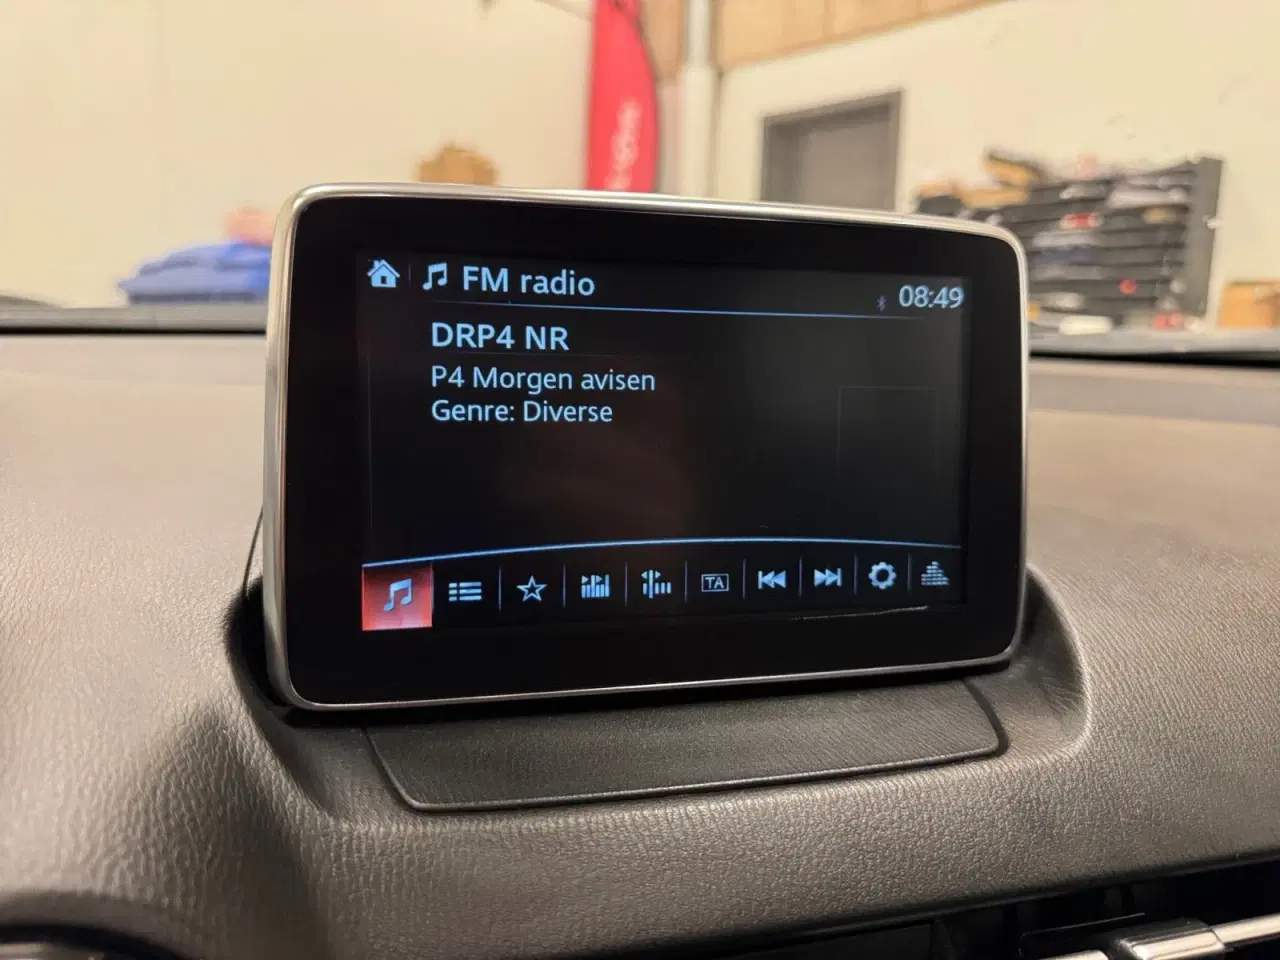 FM radio
08:49
DRP4 NR
P4 Morgen avisen
Genre: Diverse
TA